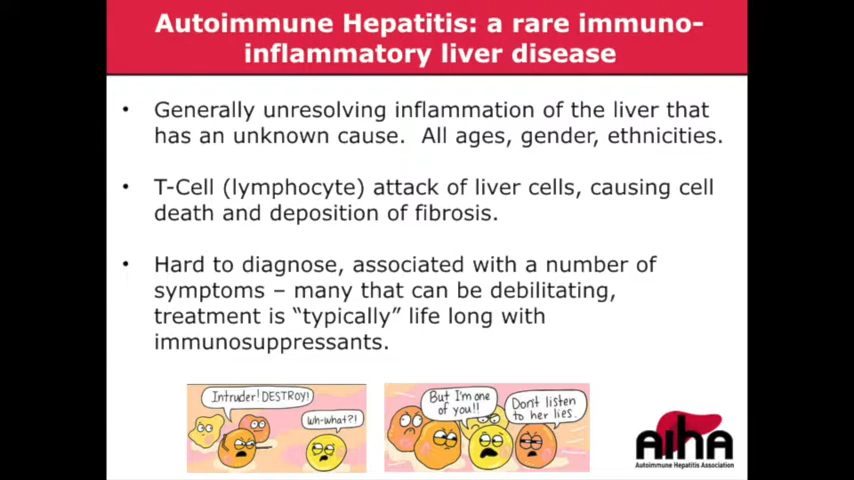 Autoimmune Hepatitis: a rare immuno-
inflammatory liver disease
• Generally unresolving inflammation of the liver that
has an unknown cause.  All ages, gender, ethnicities.
• T-Cell (lymphocyte) attack of liver cells, causing cell
death and deposition of fibrosis.
• Hard to diagnose, associated with a number of
symptoms – many that can be debilitating,
treatment is “typically” life long with
immunosuppressants.
Intruder! DESTROY!
Wh-what?!
But I'm one
of you!!
Don't listen
to her lies.
AIHA
Autoimmune Hepatitis Association